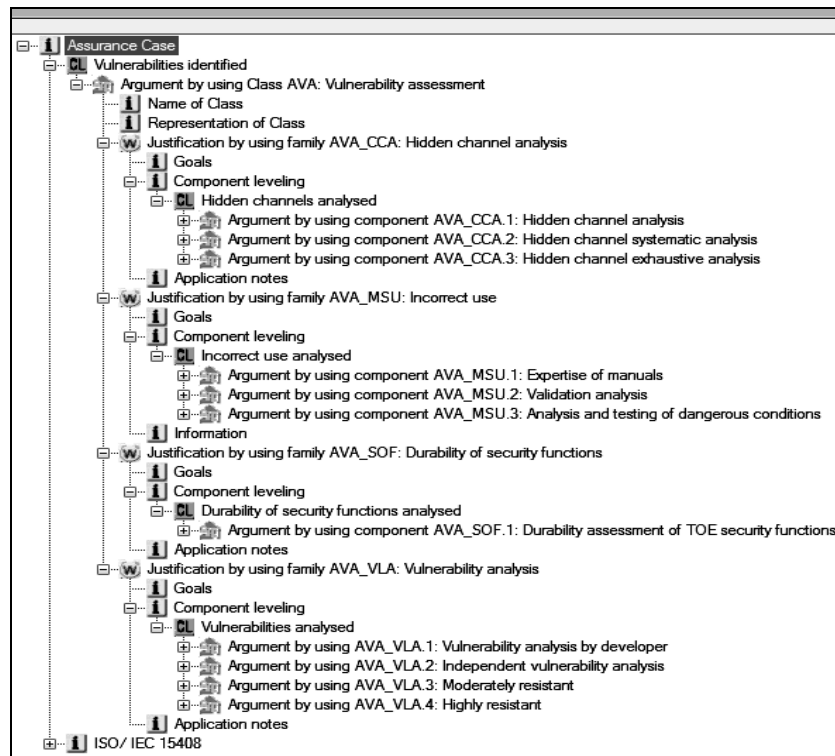 Assurance Case
CL Vulnerabilities identified
Argument by using Class AVA: Vulnerability assessment
i Name of Class
i Representation of Class
W Justification by using family AVA_CCA: Hidden channel analysis
i Goals
i Component leveling
CL Hidden channels analysed
Argument by using component AVA_CCA.1: Hidden channel analysis
Argument by using component AVA_CCA.2: Hidden channel systematic analysis
Argument by using component AVA_CCA.3: Hidden channel exhaustive analysis
i Application notes
W Justification by using family AVA_MSU: Incorrect use
i Goals
i Component leveling
CL Incorrect use analysed
Argument by using component AVA_MSU.1: Expertise of manuals
Argument by using component AVA_MSU.2: Validation analysis
Argument by using component AVA_MSU.3: Analysis and testing of dangerous conditions
i Information
W Justification by using family AVA_SOF: Durability of security functions
i Goals
i Component leveling
CL Durability of security functions analysed
Argument by using component AVA_SOF.1: Durability assessment of TOE security functions
i Application notes
W Justification by using family AVA_VLA: Vulnerability analysis
i Goals
i Component leveling
CL Vulnerabilities analysed
Argument by using AVA_VLA.1: Vulnerability analysis by developer
Argument by using AVA_VLA.2: Independent vulnerability analysis
Argument by using AVA_VLA.3: Moderately resistant
Argument by using AVA_VLA.4: Highly resistant
i Application notes
i ISO/ IEC 15408